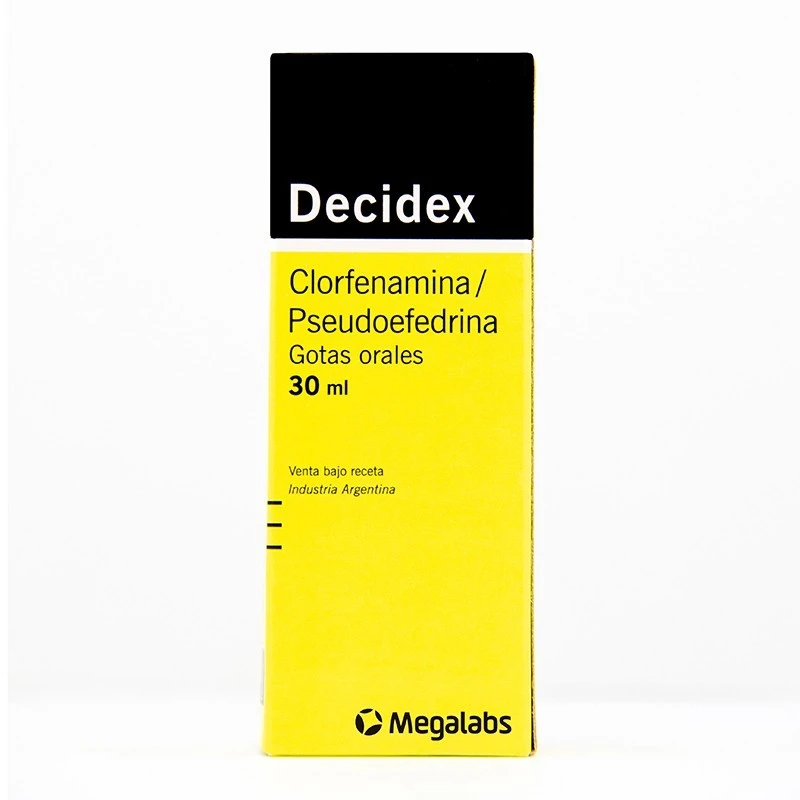 Decidex
Clorfenamina/
Pseudoefedrina
Gotas orales
30 ml
Venta bajo receta
Industria Argentina
Megalabs